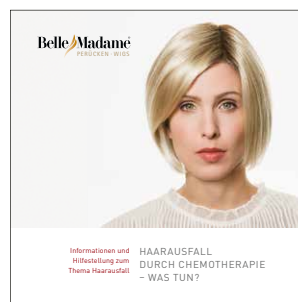 Belle Madame
PERÜCKEN · WIGS
Informationen und
Hilfestellung zum
Thema Haarausfall
HAARAUSFALL
DURCH CHEMOTHERAPIE
– WAS TUN?